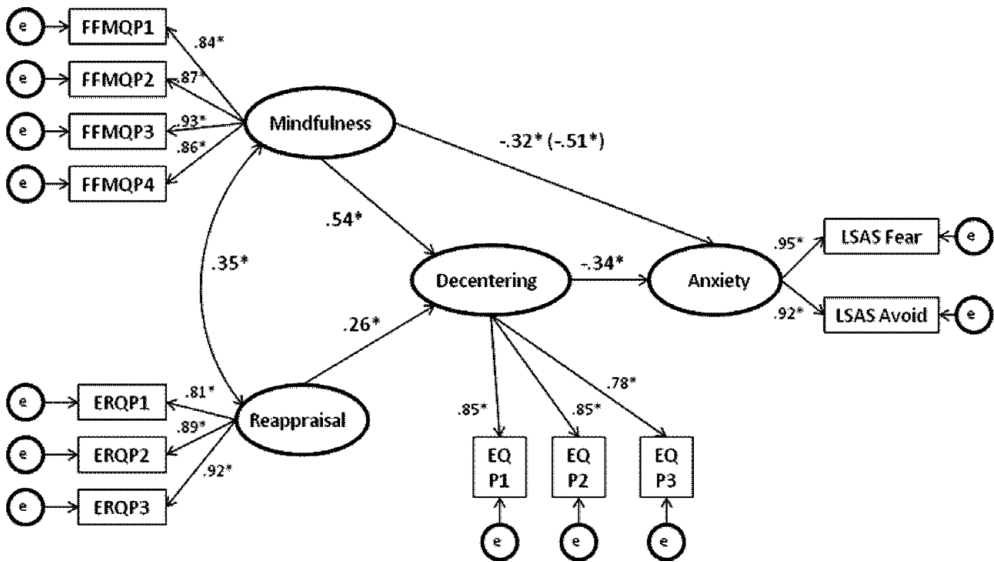 e
FFMQP1
.84*
e
FFMQP2
.87*
e
FFMQP3
.93*
e
FFMQP4
.86*
Mindfulness
-.32* (-.51*)
.54*
.35*
Decentering
-.34*
Anxiety
.95*
LSAS Fear
e
.92*
LSAS Avoid
e
.26*
e
ERQP1
.81*
e
ERQP2
.89*
e
ERQP3
.92*
Reappraisal
.85*
.85*
.78*
EQ
P1
EQ
P2
EQ
P3
e
e
e